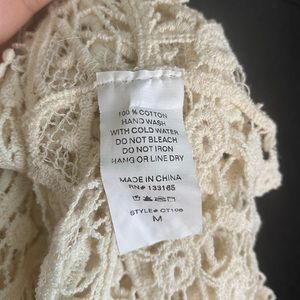 100% COTTON
HAND WASH
WITH COLD WATER
DO NOT BLEACH
DO NOT IRON
HANG OR LINE DRY
MADE IN CHINA
RN# 133165
STYLE# OT106
M